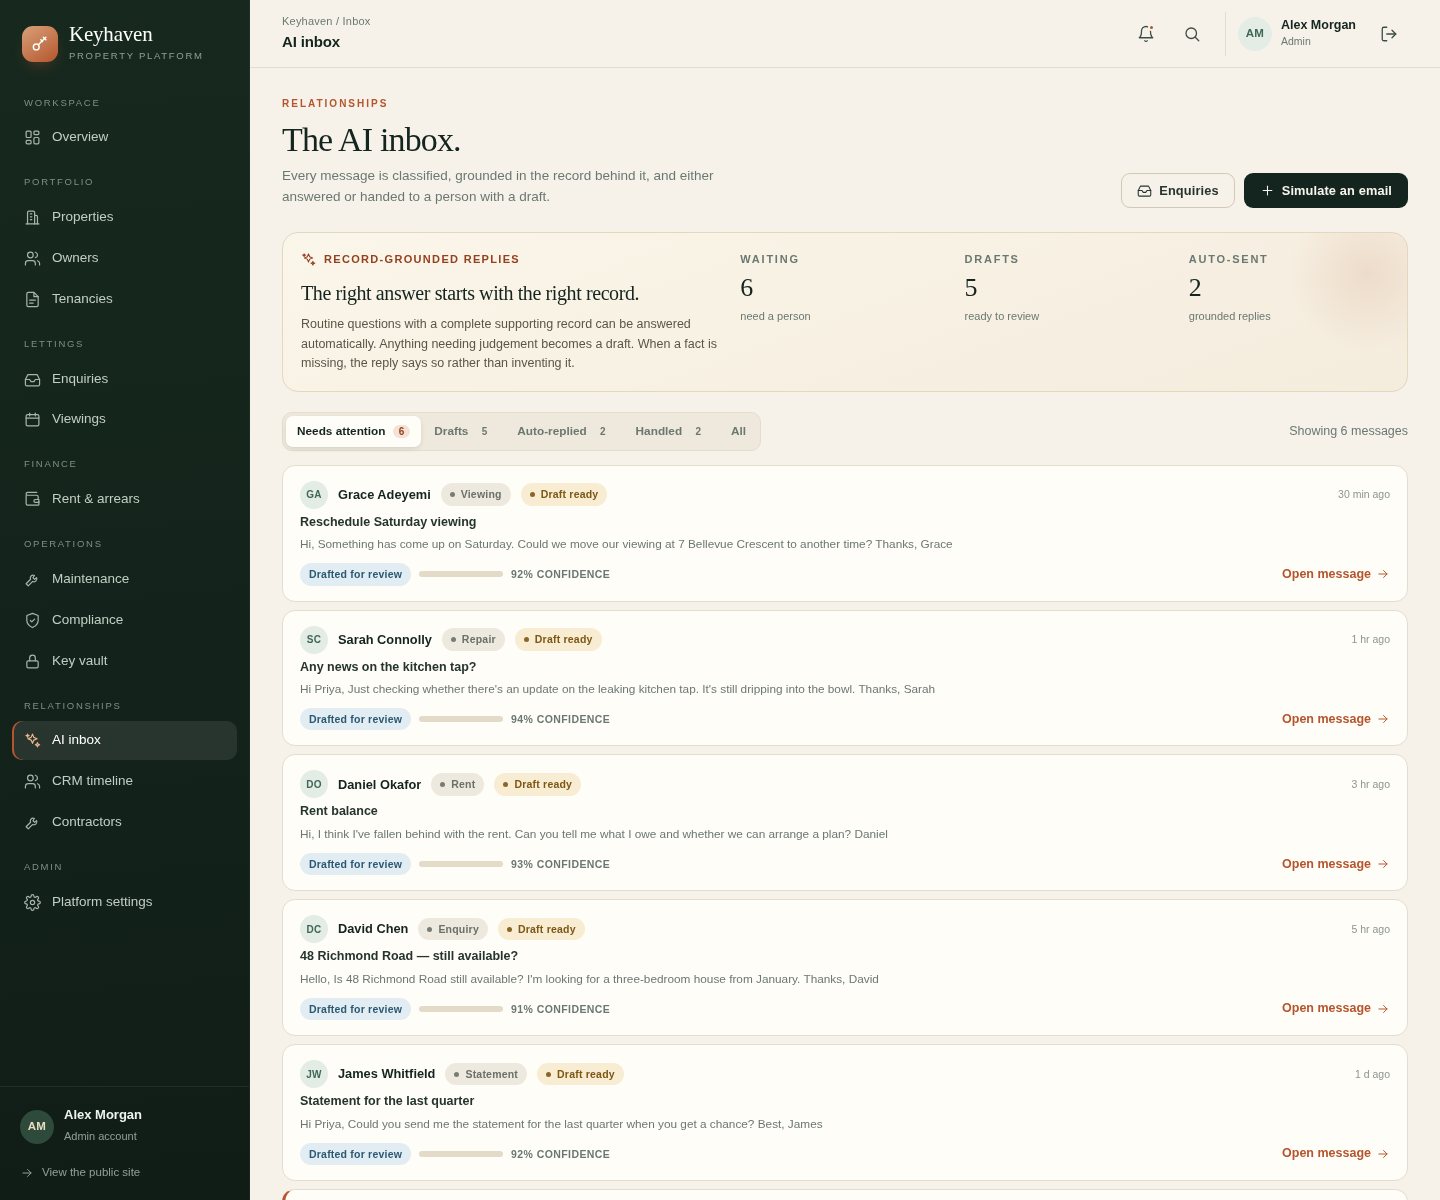 Keyhaven
PROPERTY PLATFORM
WORKSPACE
Overview
PORTFOLIO
Properties
Owners
Tenancies
LETTINGS
Enquiries
Viewings
FINANCE
Rent & arrears
OPERATIONS
Maintenance
Compliance
Key vault
RELATIONSHIPS
AI inbox
CRM timeline
Contractors
ADMIN
Platform settings
AM
Alex Morgan
Admin account
View the public site
Keyhaven / Inbox
AI inbox
AM
Alex Morgan
Admin
RELATIONSHIPS
The AI inbox.
Every message is classified, grounded in the record behind it, and either
answered or handed to a person with a draft.
Enquiries
Simulate an email
RECORD-GROUNDED REPLIES
The right answer starts with the right record.
Routine questions with a complete supporting record can be answered
automatically. Anything needing judgement becomes a draft. When a fact is
missing, the reply says so rather than inventing it.
WAITING
6
need a person
DRAFTS
5
ready to review
AUTO-SENT
2
grounded replies
Needs attention 6 Drafts 5 Auto-replied 2 Handled 2 All
Showing 6 messages
GA Grace Adeyemi Viewing Draft ready 30 min ago
Reschedule Saturday viewing
Hi, Something has come up on Saturday. Could we move our viewing at 7 Bellevue Crescent to another time? Thanks, Grace
Drafted for review 92% CONFIDENCE Open message
SC Sarah Connolly Repair Draft ready 1 hr ago
Any news on the kitchen tap?
Hi Priya, Just checking whether there's an update on the leaking kitchen tap. It's still dripping into the bowl. Thanks, Sarah
Drafted for review 94% CONFIDENCE Open message
DO Daniel Okafor Rent Draft ready 3 hr ago
Rent balance
Hi, I think I've fallen behind with the rent. Can you tell me what I owe and whether we can arrange a plan? Daniel
Drafted for review 93% CONFIDENCE Open message
DC David Chen Enquiry Draft ready 5 hr ago
48 Richmond Road — still available?
Hello, Is 48 Richmond Road still available? I'm looking for a three-bedroom house from January. Thanks, David
Drafted for review 91% CONFIDENCE Open message
JW James Whitfield Statement Draft ready 1 d ago
Statement for the last quarter
Hi Priya, Could you send me the statement for the last quarter when you get a chance? Best, James
Drafted for review 92% CONFIDENCE Open message